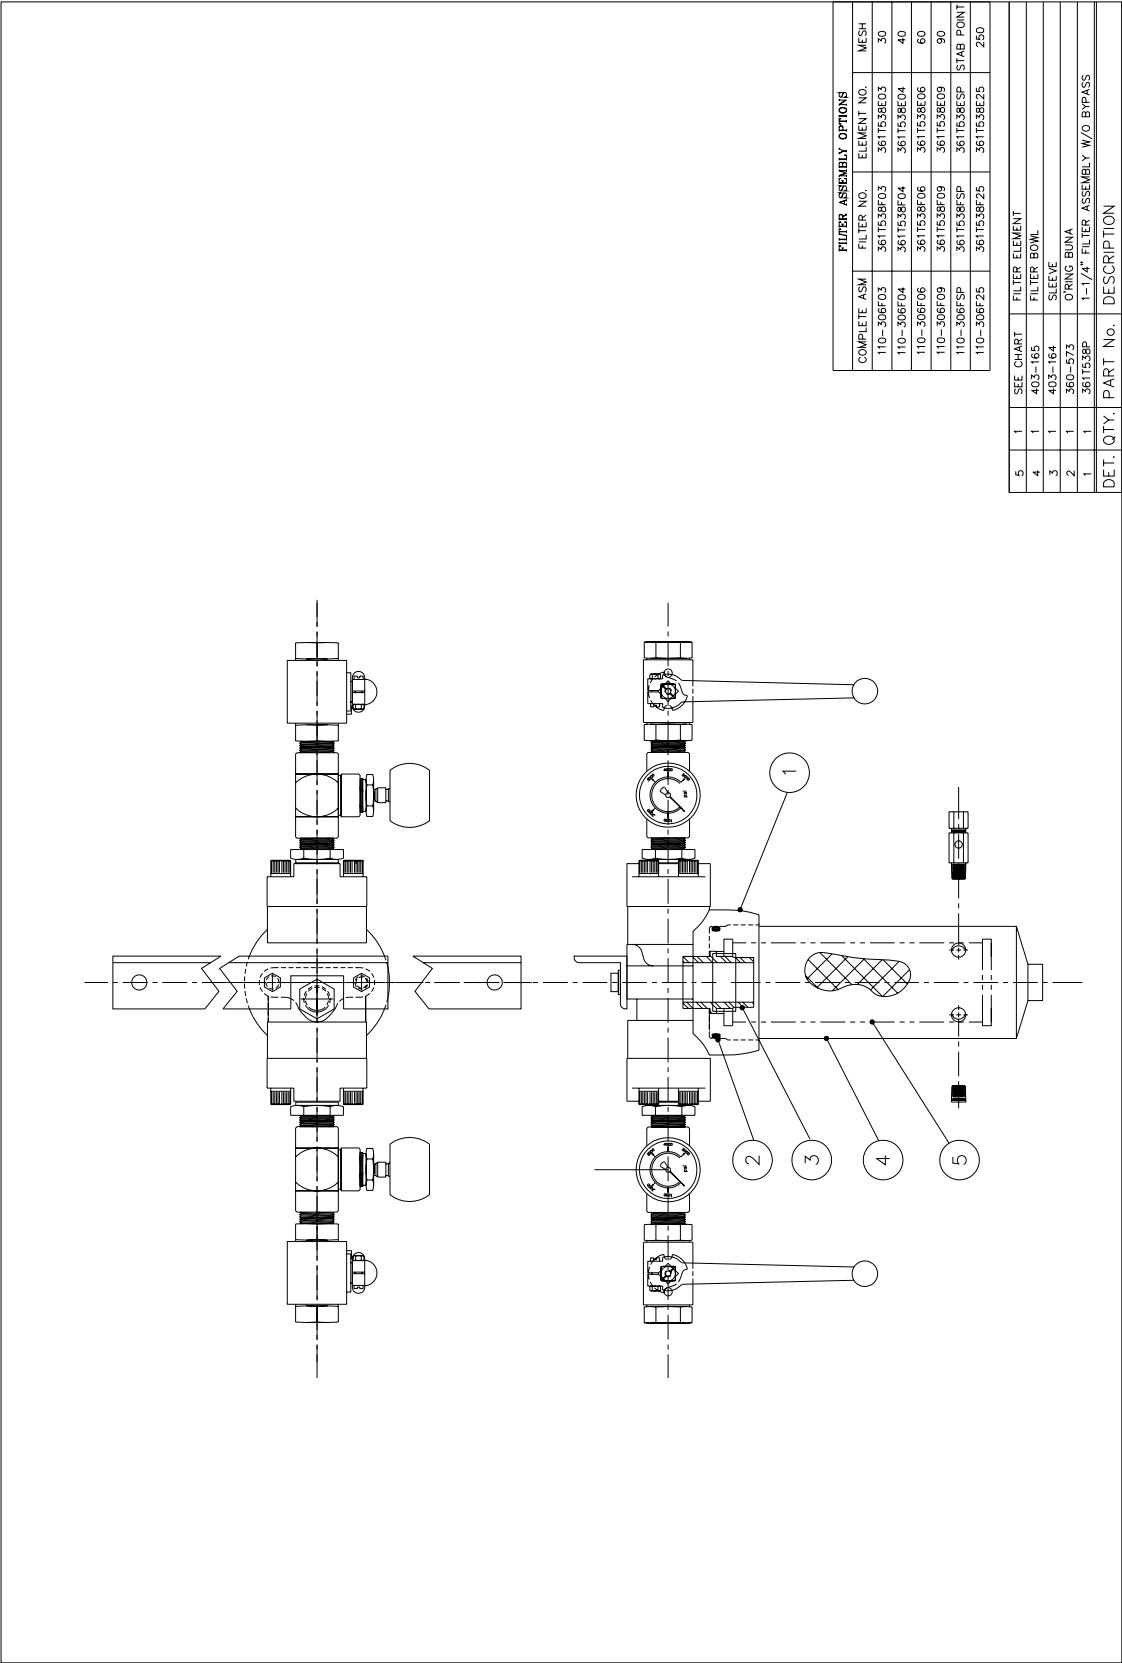 FILTER ASSEMBLY OPTIONS
COMPLETE ASM FILTER NO. ELEMENT NO. MESH
110-306F03 361T538F03 361T538E03 30
110-306F04 361T538F04 361T538E04 40
110-306F06 361T538F06 361T538E06 60
110-306F09 361T538F09 361T538E09 90
110-306FSP 361T538FSP 361T538ESP STAB POINT
110-306F25 361T538F25 361T538E25 250
5 1 SEE CHART FILTER ELEMENT
4 1 403-165 FILTER BOWL
3 1 403-164 SLEEVE
2 1 360-573 O'RING BUNA
1 1 361T538P 1-1/4" FILTER ASSEMBLY W/O BYPASS
DET. QTY. PART No. DESCRIPTION
1
2
3
4
5
psi
psi